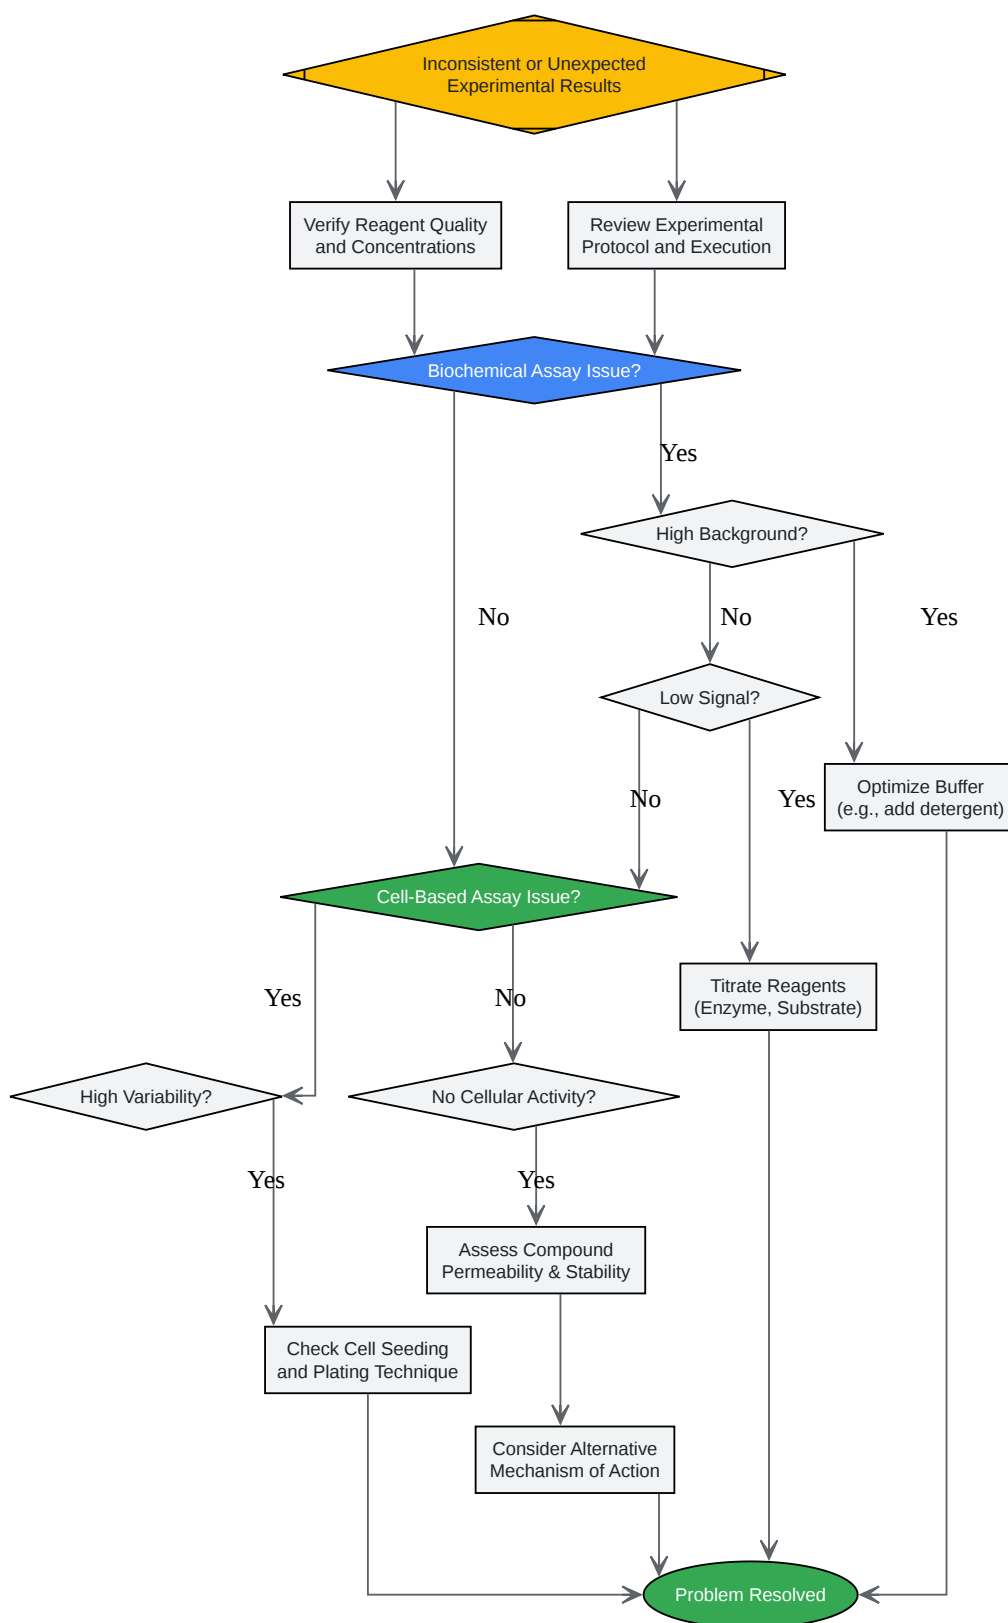 Inconsistent or Unexpected
Experimental Results
Verify Reagent Quality
and Concentrations
Review Experimental
Protocol and Execution
Biochemical Assay Issue?
Yes
High Background?
No
No
Yes
Low Signal?
Optimize Buffer
(e.g., add detergent)
No
Yes
Cell-Based Assay Issue?
Titrate Reagents
(Enzyme, Substrate)
Yes
No
High Variability?
No Cellular Activity?
Yes
Yes
Assess Compound
Permeability & Stability
Check Cell Seeding
and Plating Technique
Consider Alternative
Mechanism of Action
Problem Resolved